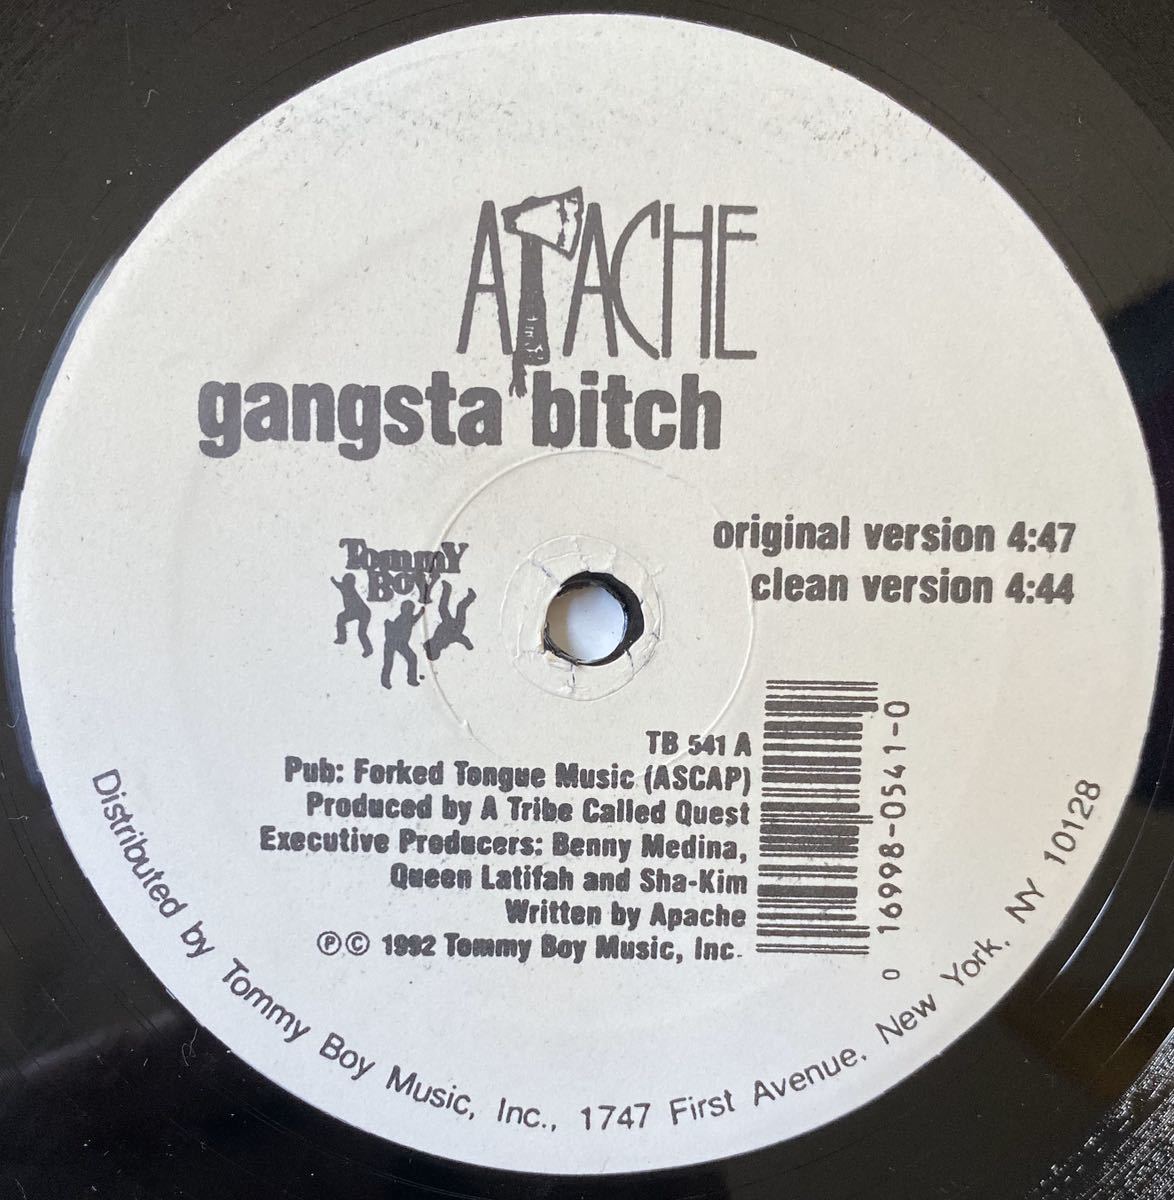 APACHE
gangsta bitch
original version 4:47
clean version 4:44
Tommy
Boy
TB 541 A
Pub: Forked Tongue Music (ASCAP)
Produced by A Tribe Called Quest
Executive Producers: Benny Medina,
Queen Latifah and Sha-Kim
Written by Apache
℗© 1992 Tommy Boy Music, Inc.
0 16998-0541-0
Distributed by Tommy Boy Music, Inc., 1747 First Avenue, New York, NY 10128